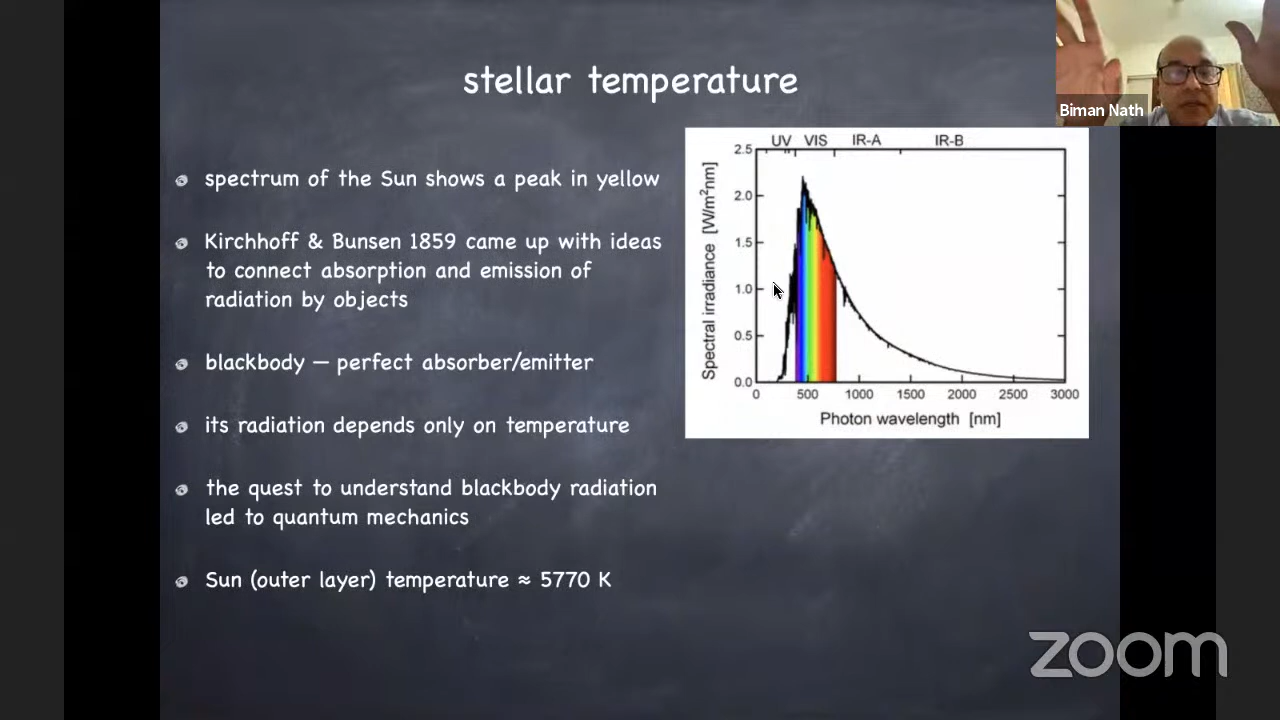 stellar temperature
Biman Nath
spectrum of the Sun shows a peak in yellow
Kirchhoff & Bunsen 1859 came up with ideas
to connect absorption and emission of
radiation by objects
blackbody — perfect absorber/emitter
its radiation depends only on temperature
the quest to understand blackbody radiation
led to quantum mechanics
Sun (outer layer) temperature ≈ 5770 K
UV VIS IR-A IR-B
Spectral irradiance [W/m²nm]
2.5
2.0
1.5
1.0
0.5
0.0
0 500 1000 1500 2000 2500 3000
Photon wavelength [nm]
zoom